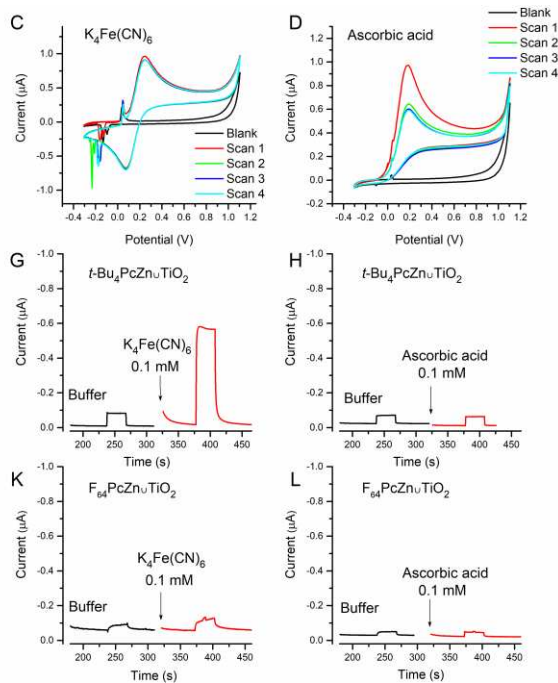 C
K4Fe(CN)6
Current (µA)
1.0
0.5
0.0
-0.5
-1.0
Blank
Scan 1
Scan 2
Scan 3
Scan 4
-0.4 -0.2 0.0 0.2 0.4 0.6 0.8 1.0 1.2
Potential (V)
D
Ascorbic acid
Current (µA)
1.5
1.2
0.9
0.6
0.3
0.0
-0.3
Blank
Scan 1
Scan 2
Scan 3
Scan 4
-0.4 -0.2 0.0 0.2 0.4 0.6 0.8 1.0 1.2
Potential (V)
G
t-Bu4PcZn∪TiO2
Current (µA)
-1.0
-0.8
-0.6
-0.4
-0.2
0.0
K4Fe(CN)6
0.1 mM
Buffer
200 250 300 350 400 450
Time (s)
H
t-Bu4PcZn∪TiO2
Current (µA)
-1.0
-0.8
-0.6
-0.4
-0.2
0.0
Ascorbic acid
0.1 mM
Buffer
200 250 300 350 400 450
Time (s)
K
F64PcZn∪TiO2
Current (µA)
-1.0
-0.8
-0.6
-0.4
-0.2
0.0
K4Fe(CN)6
0.1 mM
Buffer
200 250 300 350 400 450
Time (s)
L
F64PcZn∪TiO2
Current (µA)
-1.0
-0.8
-0.6
-0.4
-0.2
0.0
Ascorbic acid
0.1 mM
Buffer
200 250 300 350 400 450
Time (s)